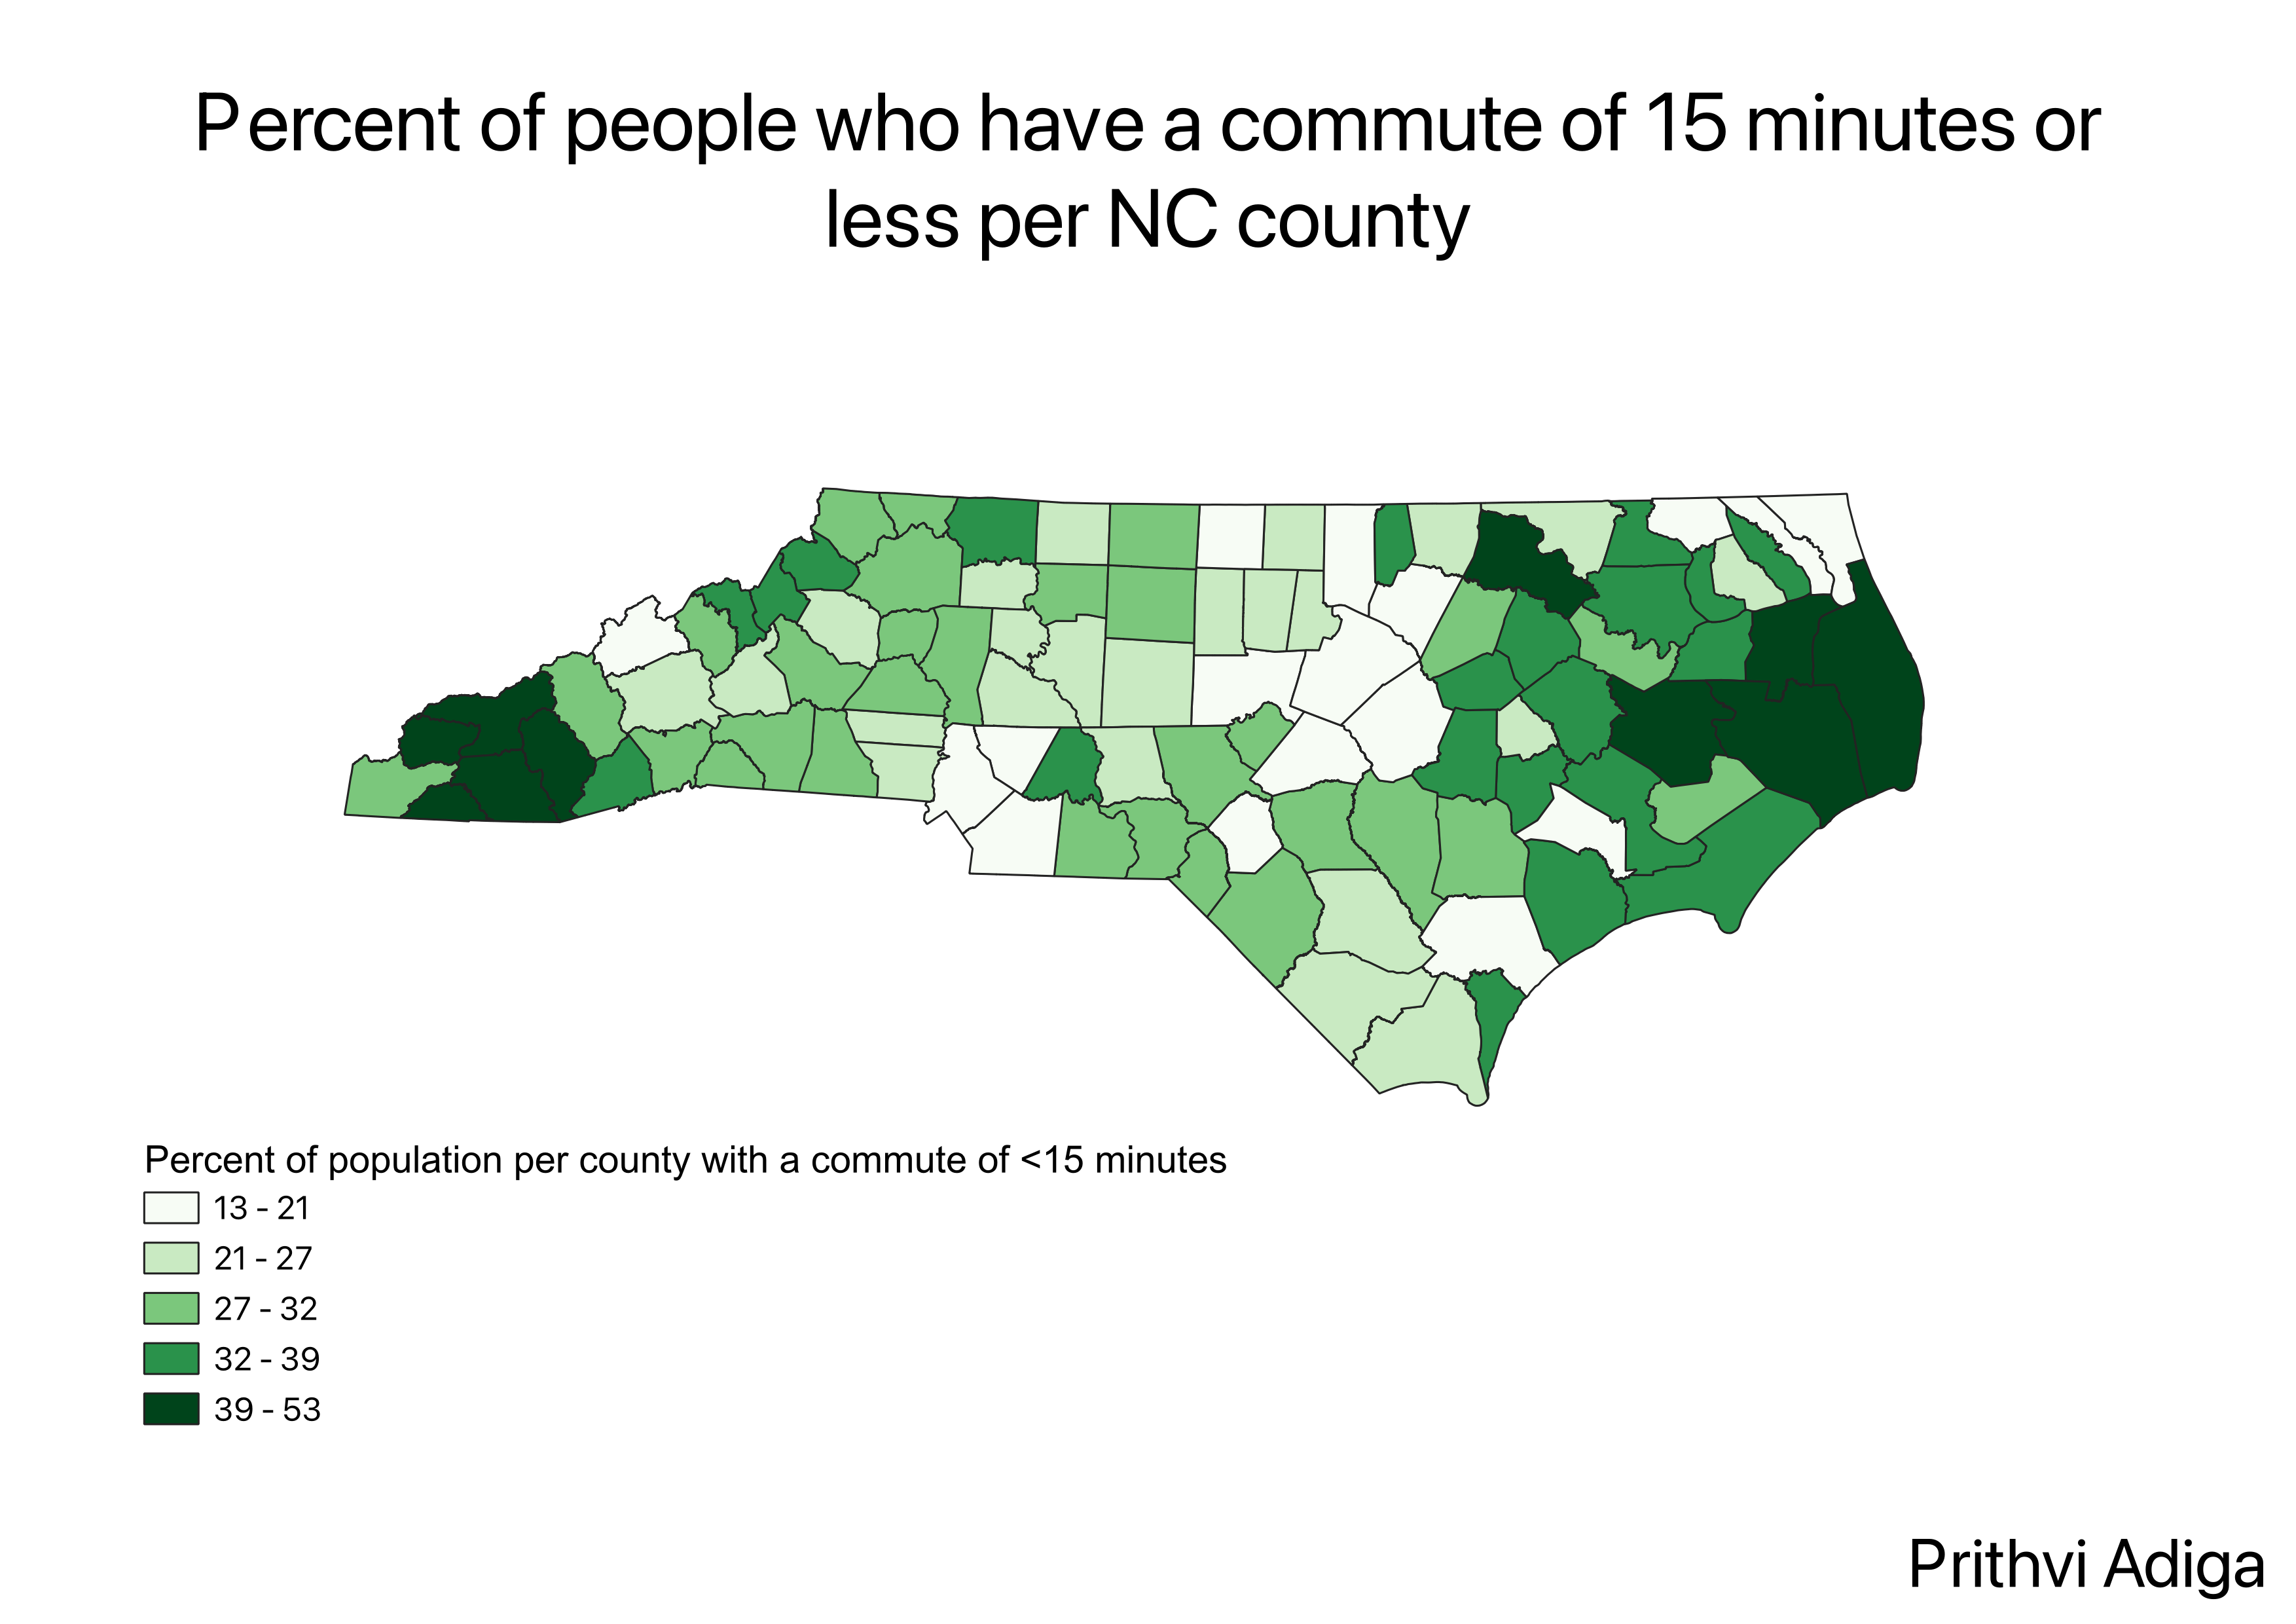 Percent of people who have a commute of 15 minutes or
less per NC county
Percent of population per county with a commute of <15 minutes
13 - 21
21 - 27
27 - 32
32 - 39
39 - 53
Prithvi Adiga